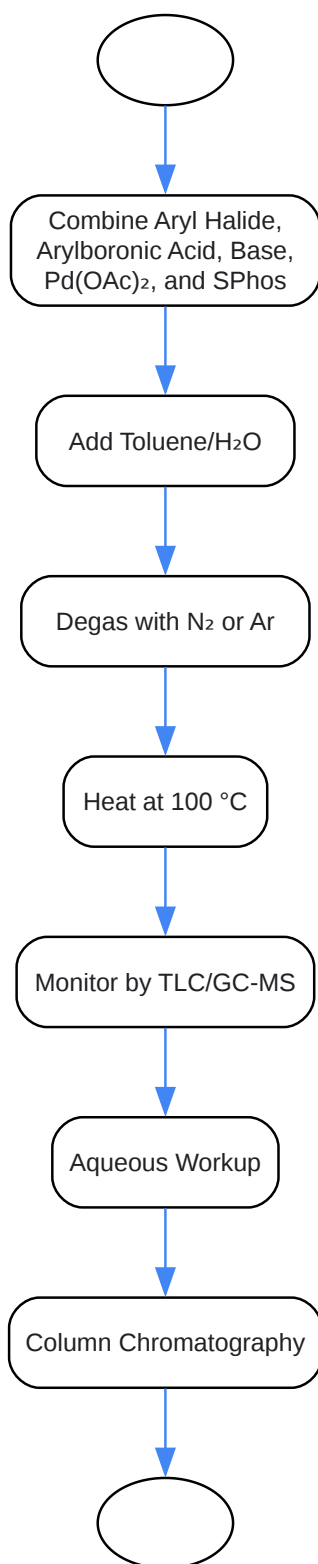 Combine Aryl Halide,
Arylboronic Acid, Base,
Pd(OAc)₂, and SPhos
Add Toluene/H₂O
Degas with N₂ or Ar
Heat at 100 °C
Monitor by TLC/GC-MS
Aqueous Workup
Column Chromatography